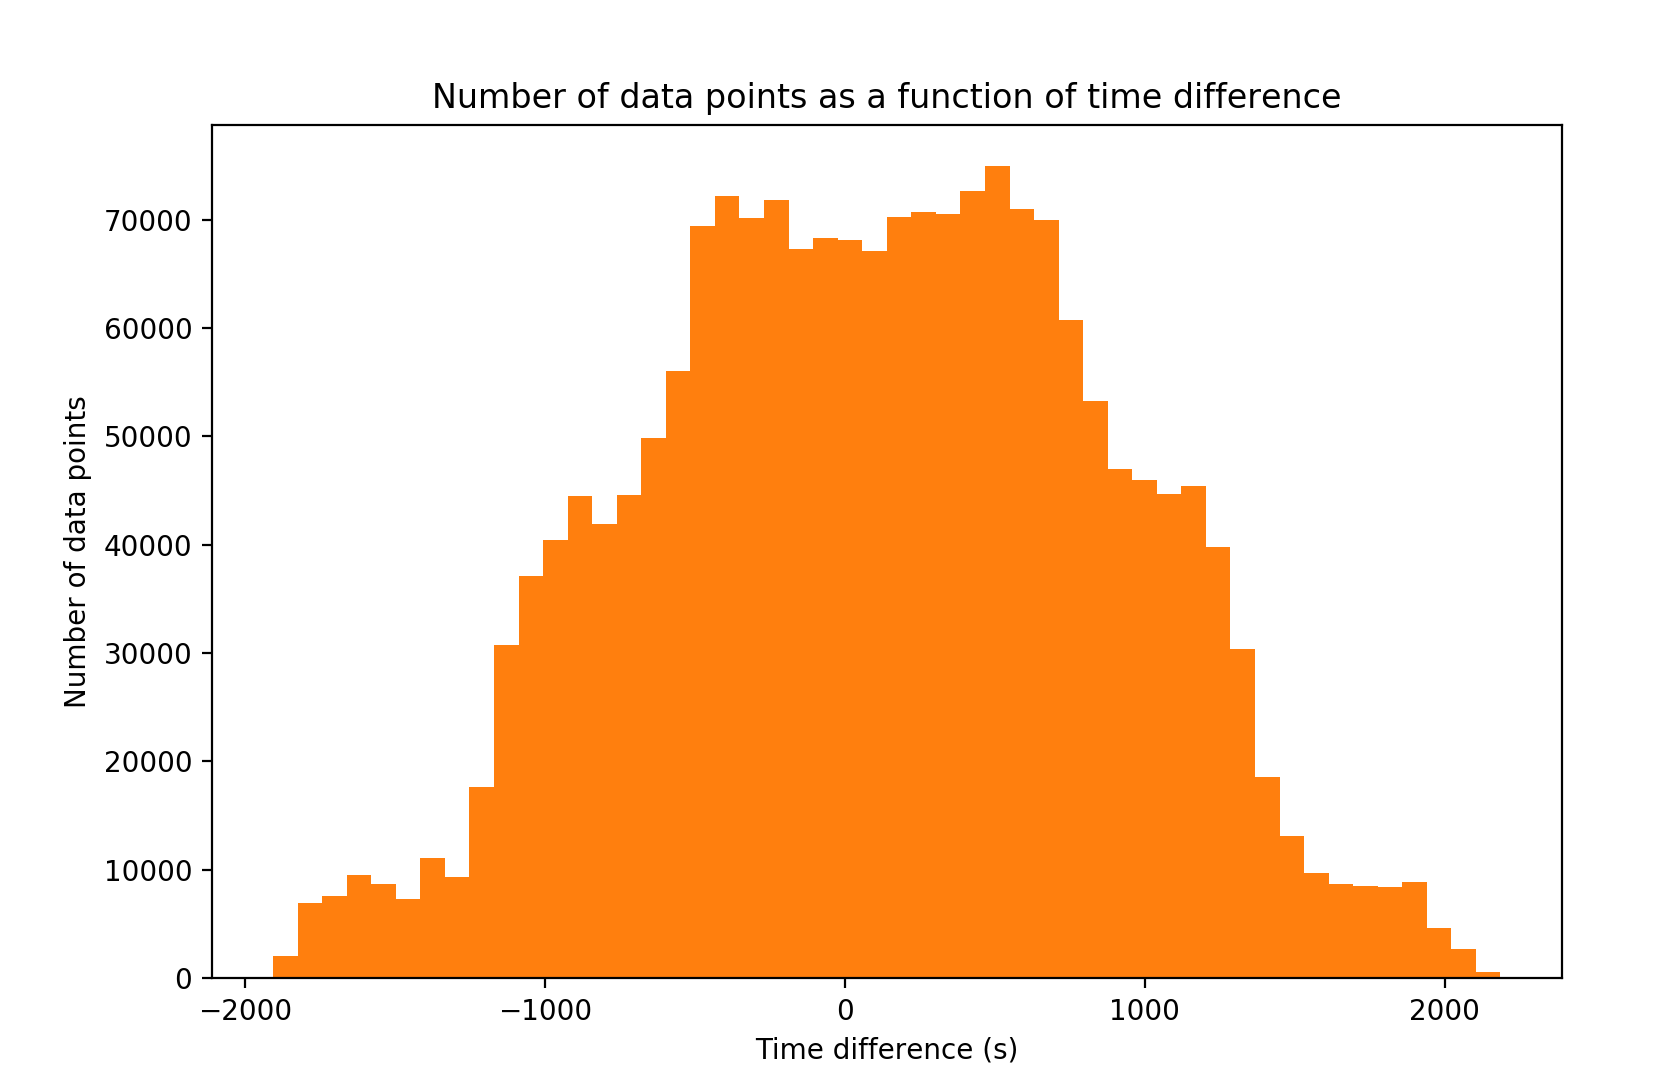 Number of data points as a function of time difference
70000
60000
50000
40000
30000
20000
10000
0
Number of data points
−2000 −1000 0 1000 2000
Time difference (s)